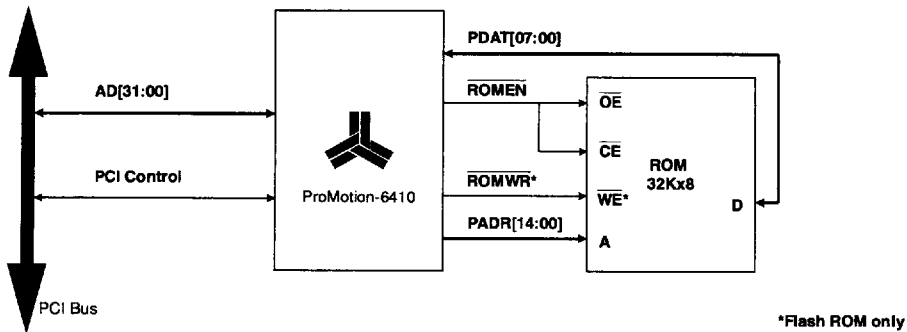 PDAT[07:00]
AD[31:00]
ROMEN
OE
CE
ROM
32Kx8
PCI Control
ProMotion-6410
ROMWR*
WE*
D
PADR[14:00]
A
PCI Bus
*Flash ROM only